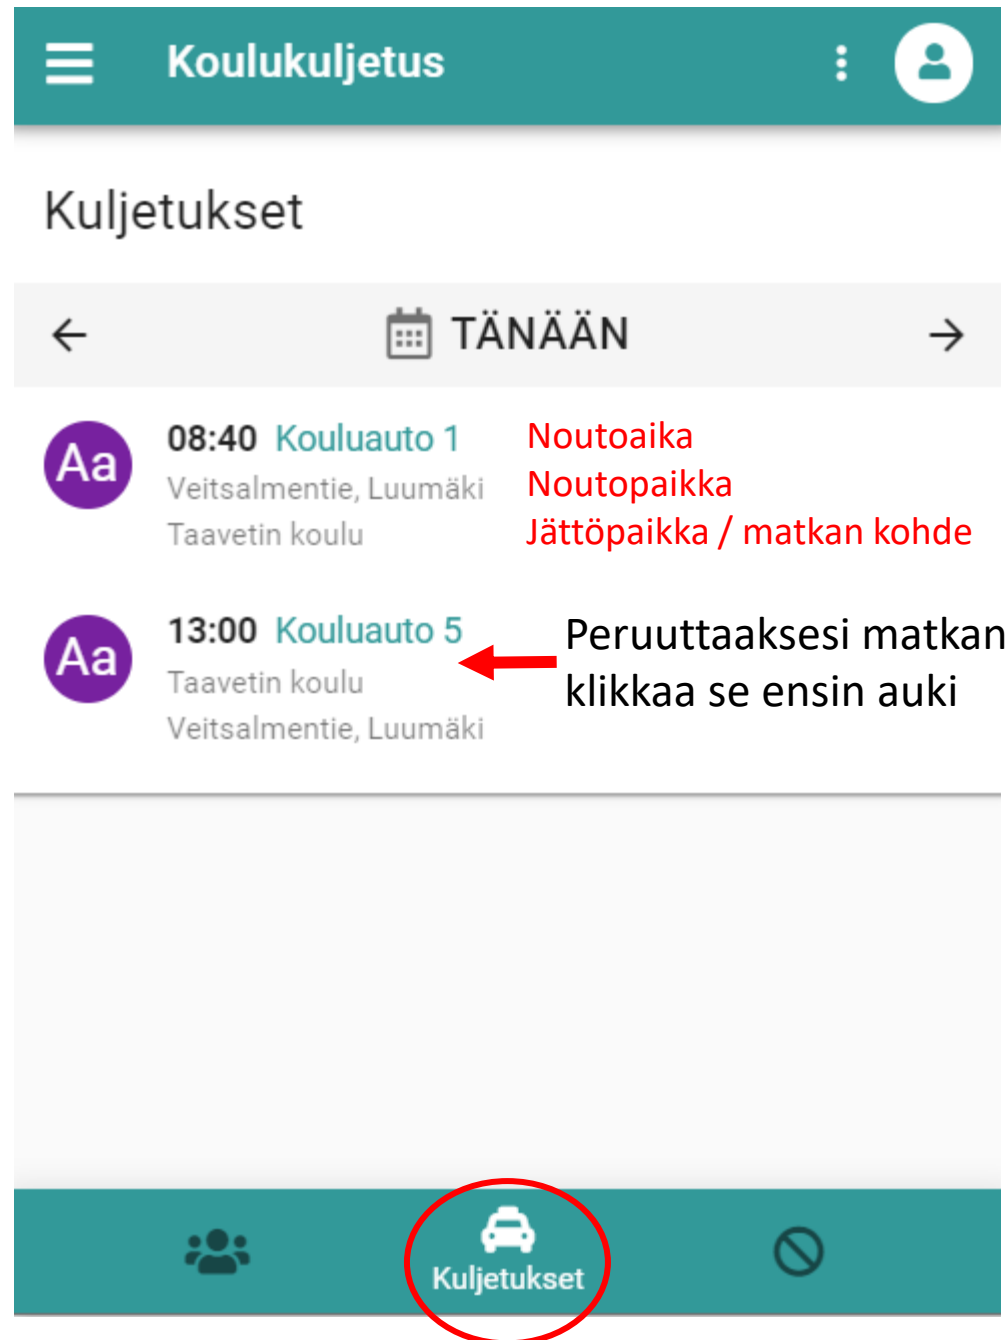 Koulukuljetus
Kuljetukset
TÄNÄÄN
Aa
08:40 Kouluauto 1
Veitsalmentie, Luumäki
Taavetin koulu
Noutoaika
Noutopaikka
Jättöpaikka / matkan kohde
Aa
13:00 Kouluauto 5
Taavetin koulu
Veitsalmentie, Luumäki
Peruuttaaksesi matkan
klikkaa se ensin auki
Kuljetukset